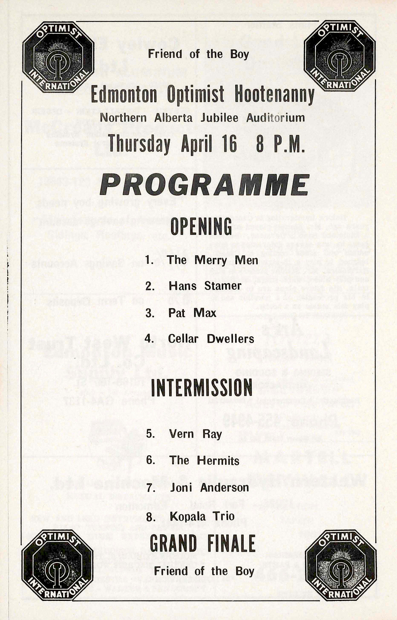 OPTIMIST INTERNATIONAL
OPTIMIST INTERNATIONAL
Friend of the Boy
Edmonton Optimist Hootenanny
Northern Alberta Jubilee Auditorium
Thursday April 16 8 P.M.
PROGRAMME
OPENING
1. The Merry Men
2. Hans Stamer
3. Pat Max
4. Cellar Dwellers
INTERMISSION
5. Vern Ray
6. The Hermits
7. Joni Anderson
8. Kopala Trio
GRAND FINALE
Friend of the Boy
OPTIMIST INTERNATIONAL
OPTIMIST INTERNATIONAL